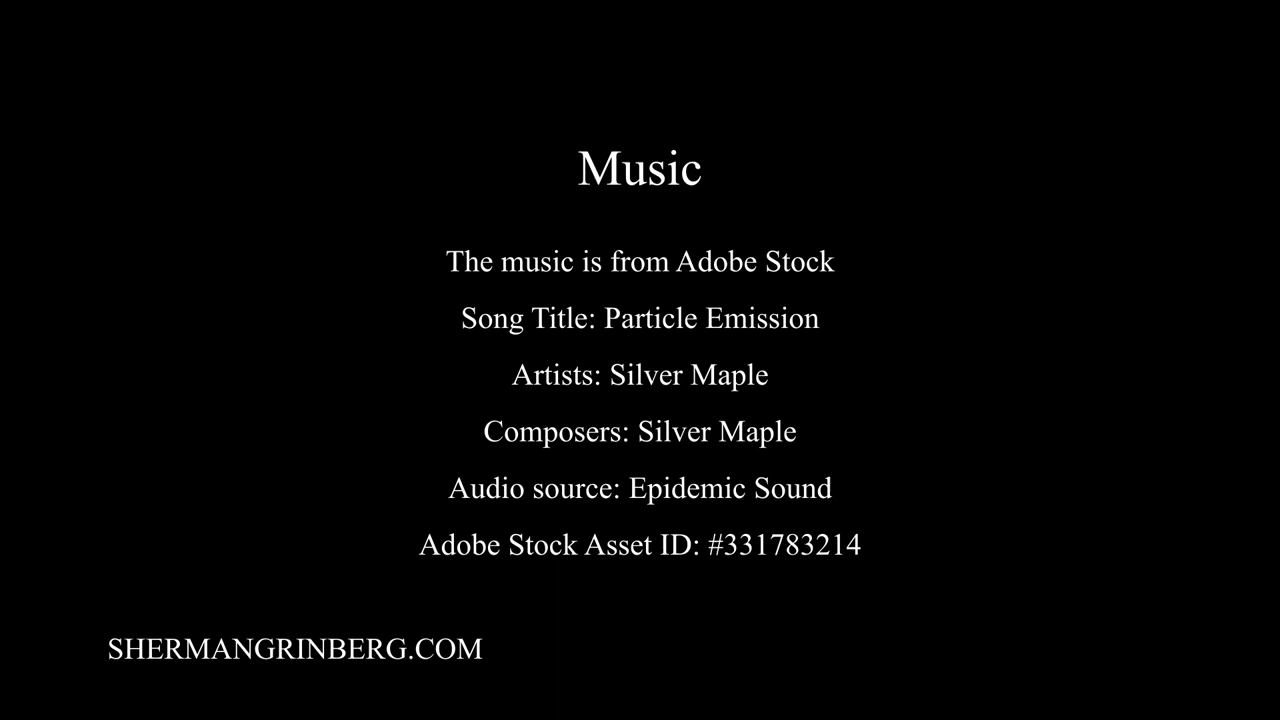 Music
The music is from Adobe Stock
Song Title: Particle Emission
Artists: Silver Maple
Composers: Silver Maple
Audio source: Epidemic Sound
Adobe Stock Asset ID: #331783214
SHERMANGRINBERG.COM